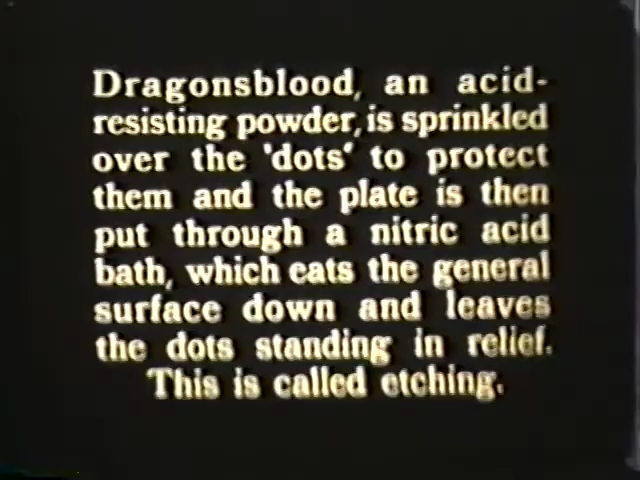 Dragonsblood, an acid-
resisting powder, is sprinkled
over the 'dots' to protect
them and the plate is then
put through a nitric acid
bath, which eats the general
surface down and leaves
the dots standing in relief.
This is called etching.